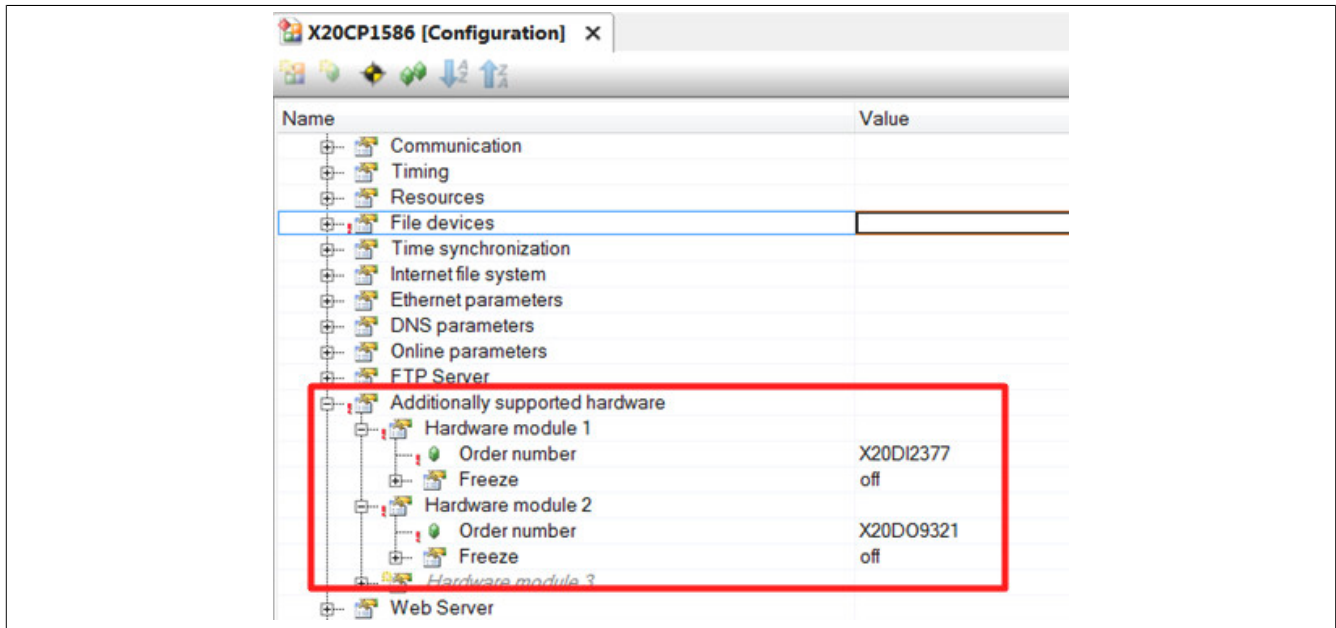 X20CP1586 [Configuration] X
Name Value
Communication
Timing
Resources
File devices
Time synchronization
Internet file system
Ethernet parameters
DNS parameters
Online parameters
FTP Server
Additionally supported hardware
Hardware module 1
Order number X20DI2377
Freeze off
Hardware module 2
Order number X20DO9321
Freeze off
Hardware module 3
Web Server